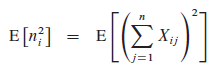 E[n_i^2] = E[(∑_{j=1}^{n} X_{ij})^2]